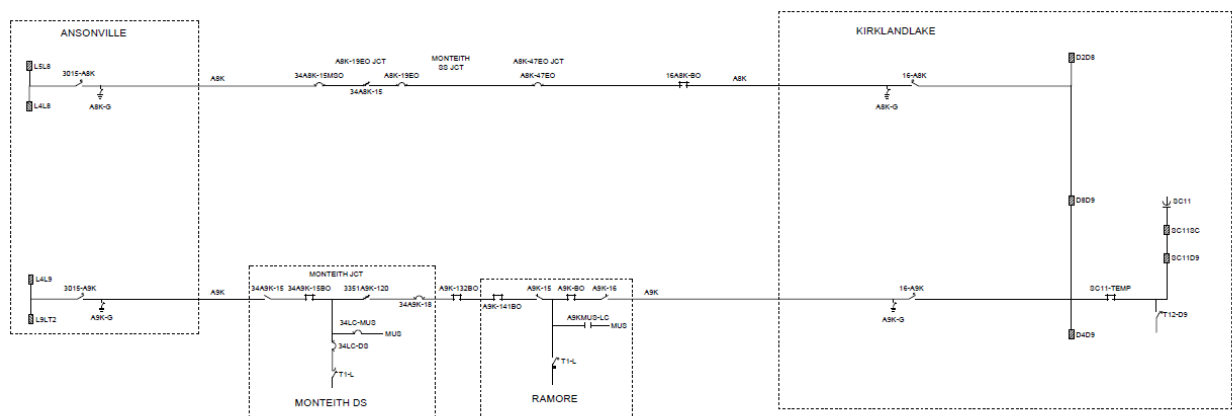 ANSONVILLE
KIRKLANDLAKE
L5L8
3015-A8K
A8K
A8K-G
L4L8
A8K-19EO JCT
34A8K-15MSO
A8K-19EO
34A8K-15
MONTEITH
SS JCT
A8K-47EO JCT
A8K-47EO
16A8K-BO
A8K
16-A8K
A8K-G
D2D8
D8D9
SC11
SC11SC
SC11D9
L4L9
3015-A9K
A9K
A9K-G
L9LT2
MONTEITH JCT
34A9K-15
34A9K-15BO
3351A9K-120
34A9K-18
A9K-132BO
34LC-MUS
MUS
34LC-DS
T1-L
MONTEITH DS
A9K-141BO
A9K-15
A9K-BO
A9K-16
A9K
A9KMUS-LC
MUS
T1-L
RAMORE
16-A9K
A9K-G
SC11-TEMP
T12-D9
D4D9